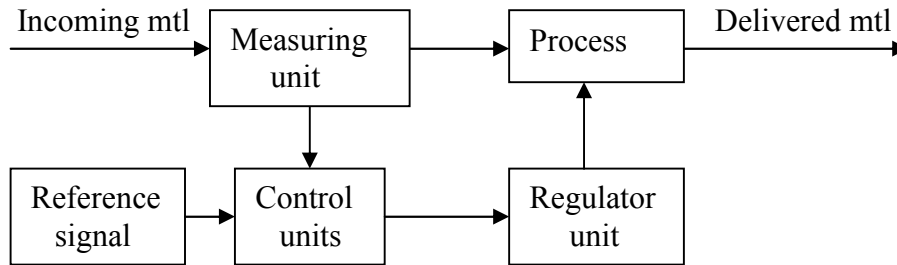 Incoming mtl
Measuring
unit
Process
Delivered mtl
Reference
signal
Control
units
Regulator
unit